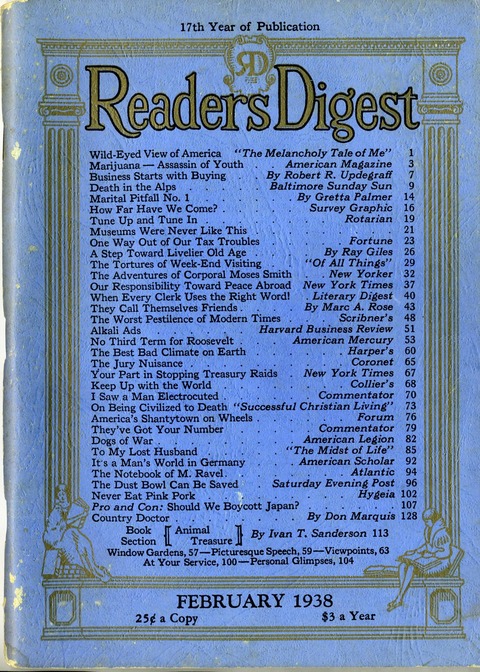 17th Year of Publication
RD
Readers Digest
Wild-Eyed View of America "The Melancholy Tale of Me" 1
Marijuana — Assassin of Youth . American Magazine 3
Business Starts with Buying . By Robert R. Updegraff 7
Death in the Alps . . . . Baltimore Sunday Sun 9
Marital Pitfall No. 1 . . . . By Gretta Palmer 14
How Far Have We Come? . . . . Survey Graphic 16
Tune Up and Tune In . . . . . . Rotarian 19
Museums Were Never Like This . . . . . 21
One Way Out of Our Tax Troubles . . . Fortune 23
A Step Toward Livelier Old Age . . By Ray Giles 26
The Tortures of Week-End Visiting . "Of All Things" 29
The Adventures of Corporal Moses Smith . New Yorker 32
Our Responsibility Toward Peace Abroad New York Times 37
When Every Clerk Uses the Right Word! Literary Digest 40
They Call Themselves Friends . . By Marc A. Rose 43
The Worst Pestilence of Modern Times . Scribner's 48
Alkali Ads . . . . Harvard Business Review 51
No Third Term for Roosevelt . . American Mercury 53
The Best Bad Climate on Earth . . . Harper's 60
The Jury Nuisance . . . . . Coronet 65
Your Part in Stopping Treasury Raids New York Times 67
Keep Up with the World . . . . Collier's 68
I Saw a Man Electrocuted . . . Commentator 70
On Being Civilized to Death "Successful Christian Living" 73
America's Shantytown on Wheels . . . Forum 76
They've Got Your Number . . . Commentator 79
Dogs of War . . . . . American Legion 82
To My Lost Husband . . "The Midst of Life" 85
It's a Man's World in Germany . American Scholar 92
The Notebook of M. Ravel . . . . Atlantic 94
The Dust Bowl Can Be Saved . Saturday Evening Post 96
Never Eat Pink Pork . . . . . Hygeia 102
Pro and Con: Should We Boycott Japan? . . . 107
Country Doctor . . . . . By Don Marquis 128
Book Section [ Animal Treasure ] By Ivan T. Sanderson 113
Window Gardens, 57—Picturesque Speech, 59—Viewpoints, 63
At Your Service, 100—Personal Glimpses, 104
FEBRUARY 1938
25¢ a Copy $3 a Year